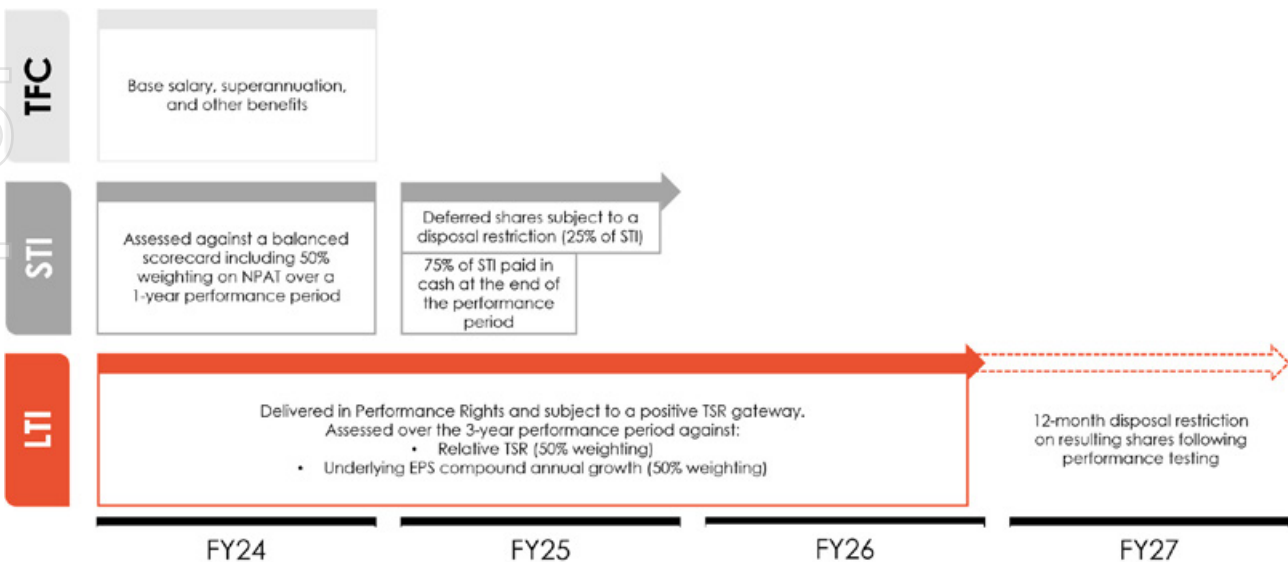 TFC
Base salary, superannuation,
and other benefits
STI
Assessed against a balanced
scorecard including 50%
weighting on NPAT over a
1-year performance period
Deferred shares subject to a
disposal restriction (25% of STI)
75% of STI paid in
cash at the end of
the performance
period
LTI
Delivered in Performance Rights and subject to a positive TSR gateway.
Assessed over the 3-year performance period against:
• Relative TSR (50% weighting)
• Underlying EPS compound annual growth (50% weighting)
12-month disposal restriction
on resulting shares following
performance testing
FY24
FY25
FY26
FY27